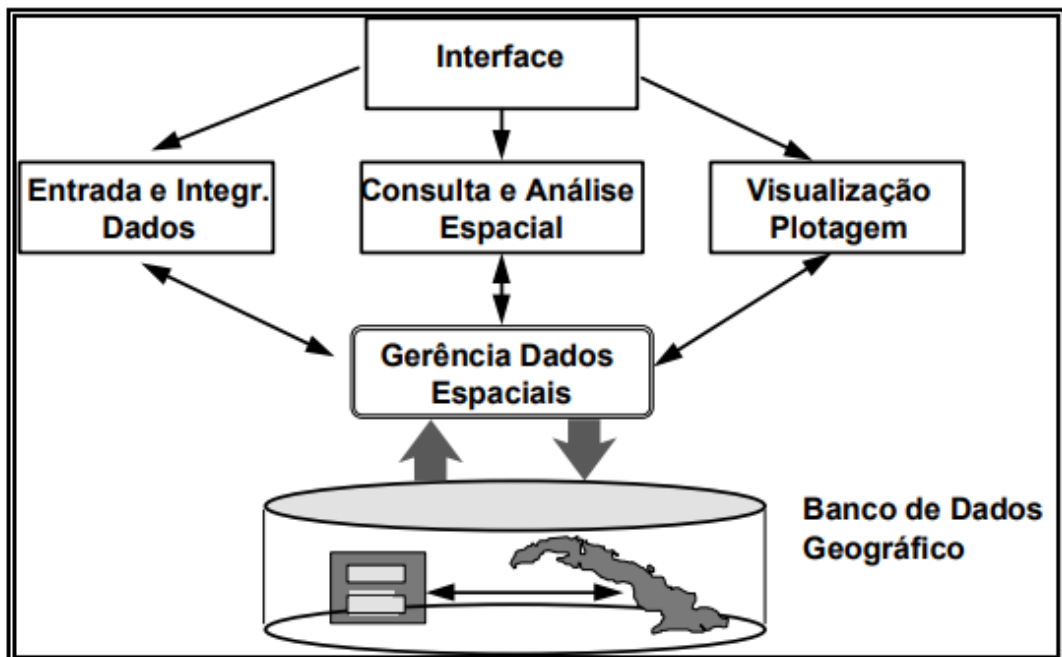 Interface
Entrada e Integr.
Dados
Consulta e Análise
Espacial
Visualização
Plotagem
Gerência Dados
Espaciais
Banco de Dados
Geográfico